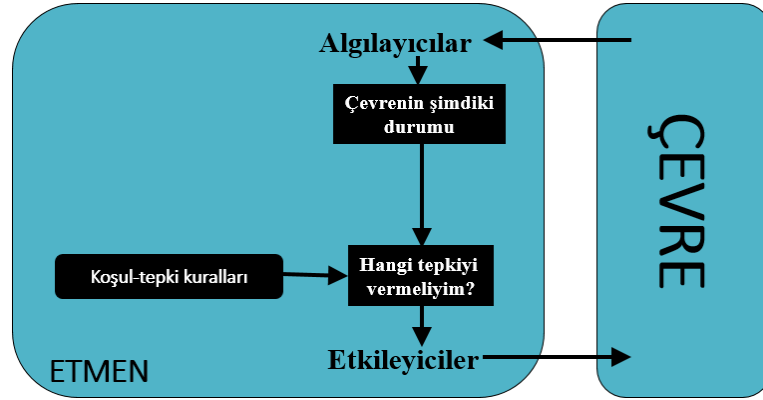 Algılayıcılar
Çevrenin şimdiki
durumu
Koşul-tepki kuralları
Hangi tepkiyi
vermeliyim?
Etkileyiciler
ETMEN
ÇEVRE